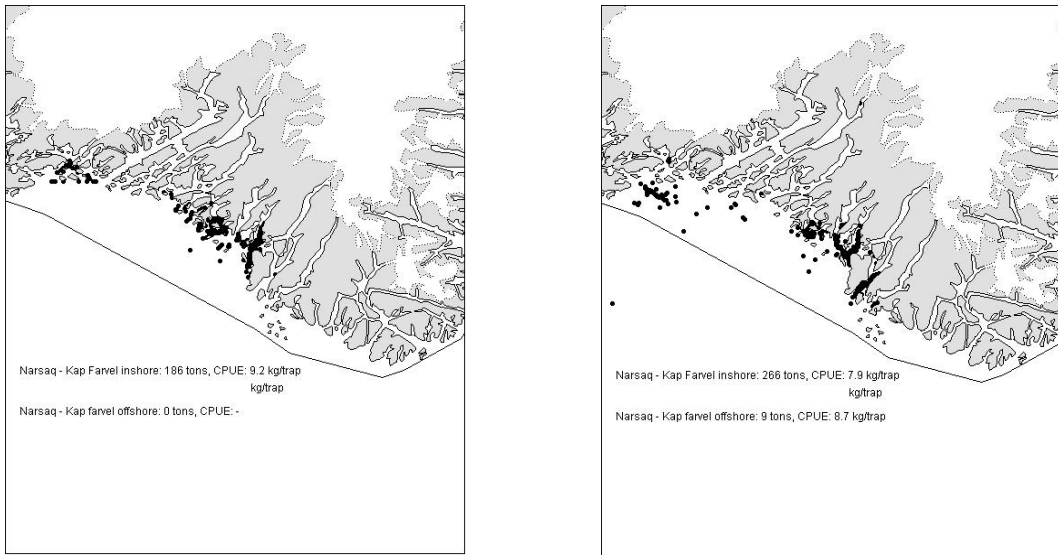 Narsaq - Kap Farvel inshore: 186 tons, CPUE: 9.2 kg/trap
kg/trap
Narsaq - Kap farvel offshore: 0 tons, CPUE: -
Narsaq - Kap Farvel inshore: 266 tons, CPUE: 7.9 kg/trap
kg/trap
Narsaq - Kap farvel offshore: 9 tons, CPUE: 8.7 kg/trap